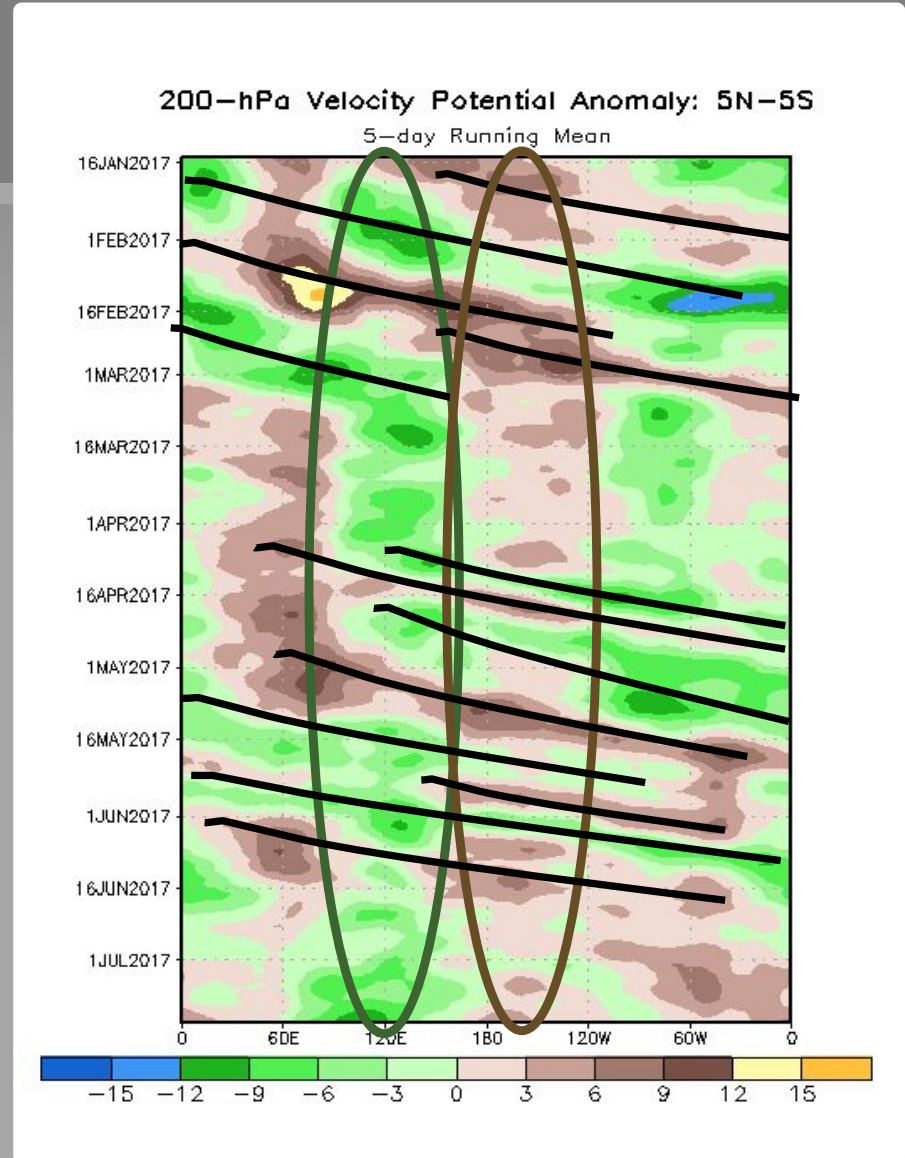 200-hPa Velocity Potential Anomaly: 5N-5S
5-day Running Mean
16JAN2017
1FEB2017
16FEB2017
1MAR2017
16MAR2017
1APR2017
16APR2017
1MAY2017
16MAY2017
1JUN2017
16JUN2017
1JUL2017
0 60E 120E 180 120W 60W 0
-15 -12 -9 -6 -3 0 3 6 9 12 15